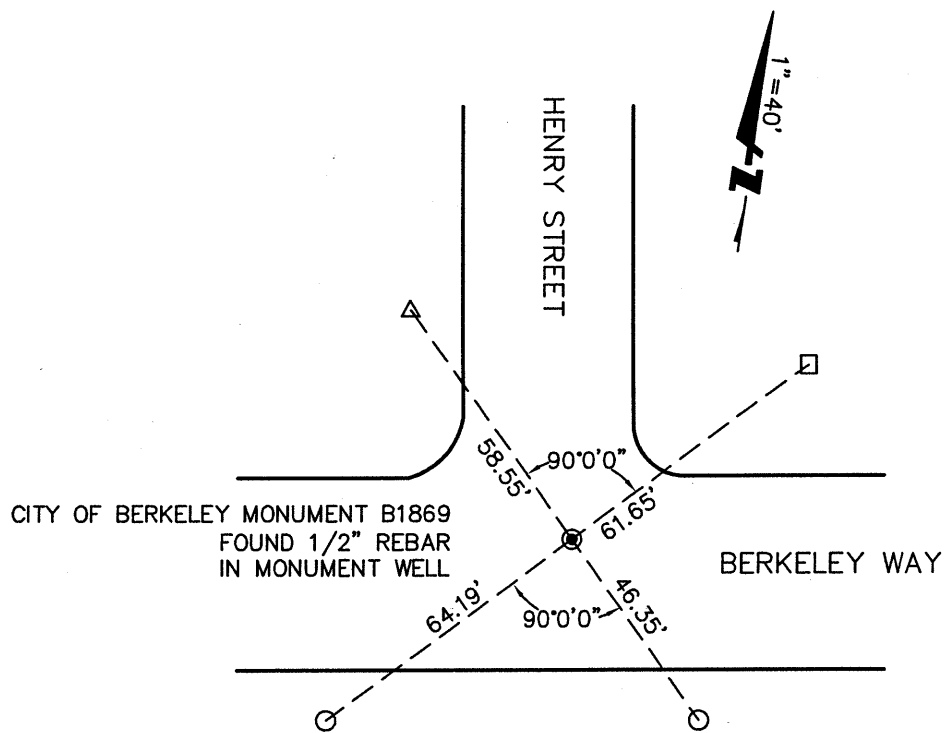 1"=40'
HENRY STREET
58.55'
90°0'0"
61.65'
CITY OF BERKELEY MONUMENT B1869
FOUND 1/2" REBAR
IN MONUMENT WELL
BERKELEY WAY
64.19'
90°0'0"
46.35'